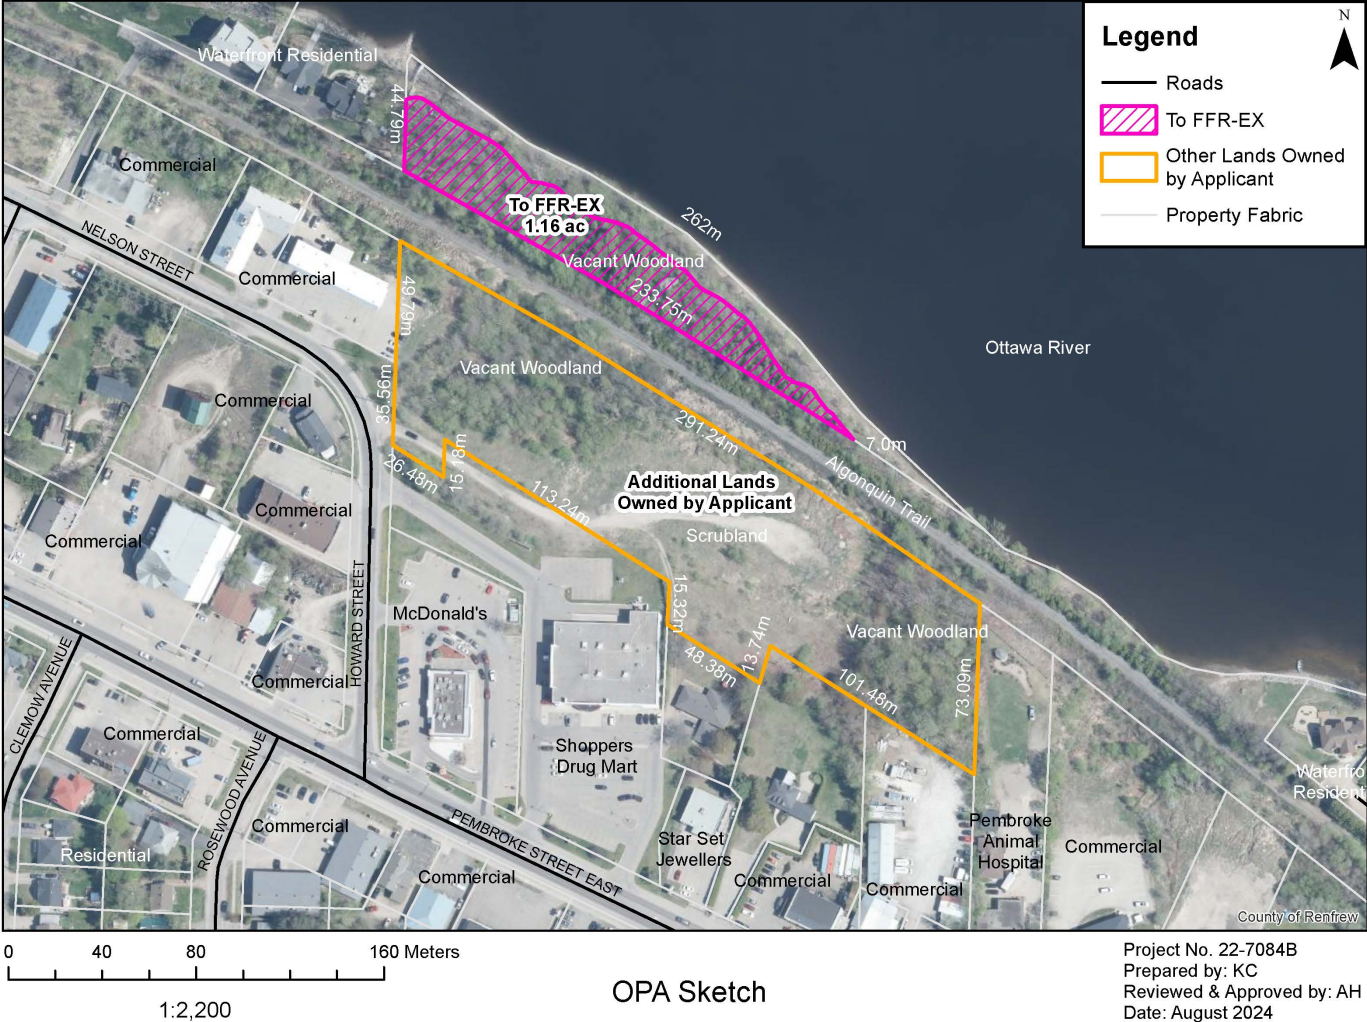 Legend
N
Roads
To FFR-EX
Other Lands Owned
by Applicant
Property Fabric
Waterfront Residential
44.79m
Commercial
To FFR-EX
1.16 ac
262m
NELSON STREET
Vacant Woodland
Commercial
49.79m
233.75m
Ottawa River
Vacant Woodland
35.56m
Commercial
291.24m
7.0m
15.18m
26.48m
Algonquin Trail
Additional Lands
Owned by Applicant
113.24m
Commercial
Scrubland
Commercial
HOWARD STREET
McDonald's
15.32m
Vacant Woodland
13.74m
48.38m
CLEMOW AVENUE
Commercial
101.48m
73.09m
Commercial
ROSEWOOD AVENUE
Shoppers
Drug Mart
Waterfro
Resident
Commercial
PEMBROKE STREET EAST
Pembroke
Animal
Hospital
Star Set
Jewellers
Commercial
Residential
Commercial
Commercial
Commercial
County of Renfrew
0 40 80 160 Meters
1:2,200
OPA Sketch
Project No. 22-7084B
Prepared by: KC
Reviewed & Approved by: AH
Date: August 2024